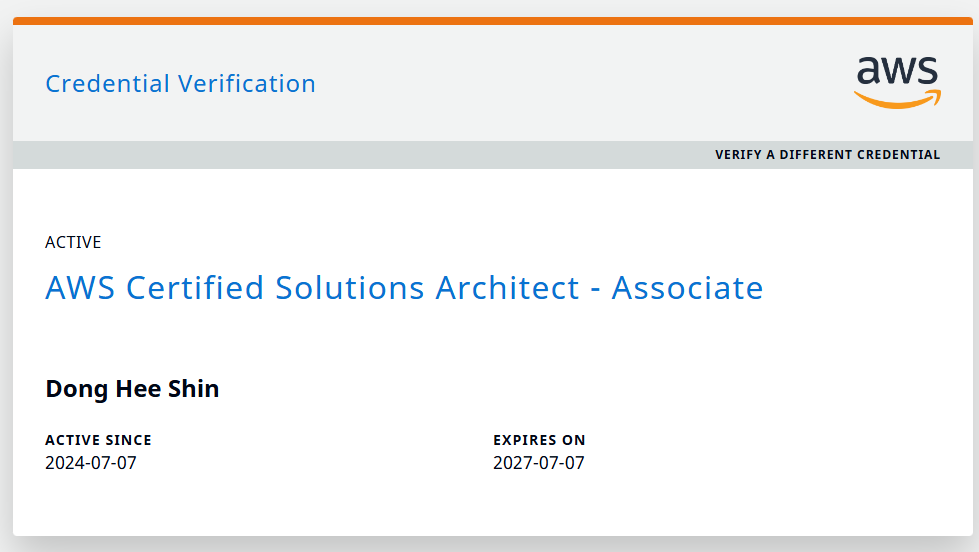 Credential Verification
aws
VERIFY A DIFFERENT CREDENTIAL
ACTIVE
AWS Certified Solutions Architect - Associate
Dong Hee Shin
ACTIVE SINCE
2024-07-07
EXPIRES ON
2027-07-07